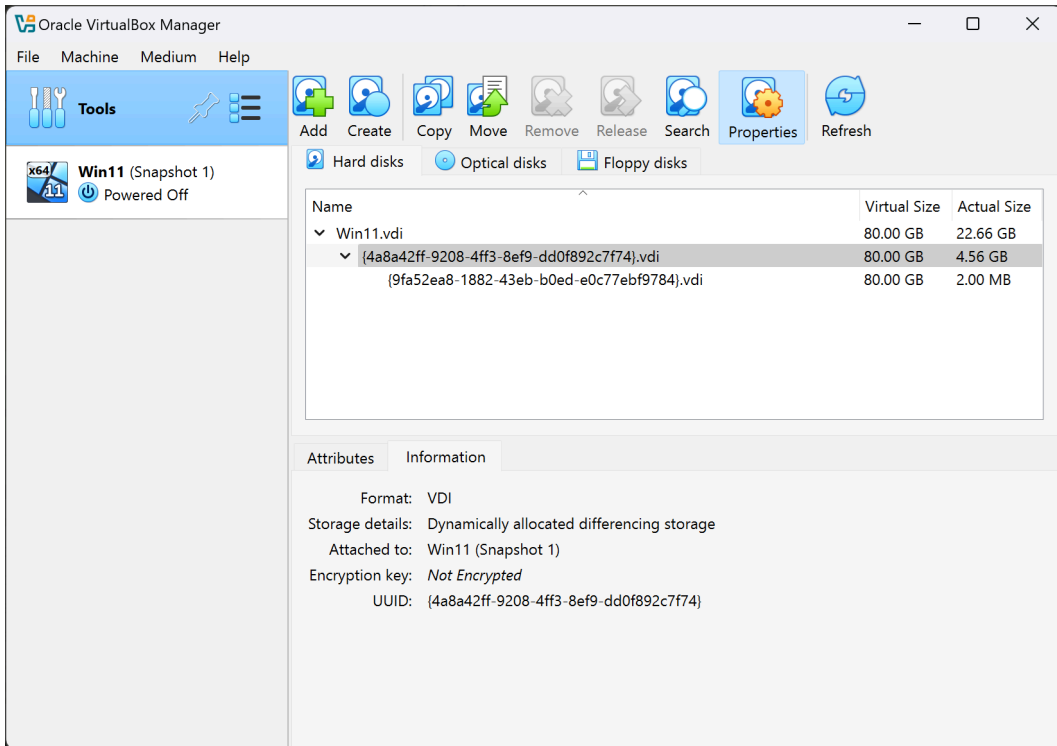 Oracle VirtualBox Manager
File Machine Medium Help
Tools
x64
11
Win11 (Snapshot 1)
Powered Off
Add Create Copy Move Remove Release Search Properties Refresh
Hard disks Optical disks Floppy disks
Name Virtual Size Actual Size
Win11.vdi 80.00 GB 22.66 GB
{4a8a42ff-9208-4ff3-8ef9-dd0f892c7f74}.vdi 80.00 GB 4.56 GB
{9fa52ea8-1882-43eb-b0ed-e0c77ebf9784}.vdi 80.00 GB 2.00 MB
Attributes Information
Format: VDI
Storage details: Dynamically allocated differencing storage
Attached to: Win11 (Snapshot 1)
Encryption key: Not Encrypted
UUID: {4a8a42ff-9208-4ff3-8ef9-dd0f892c7f74}